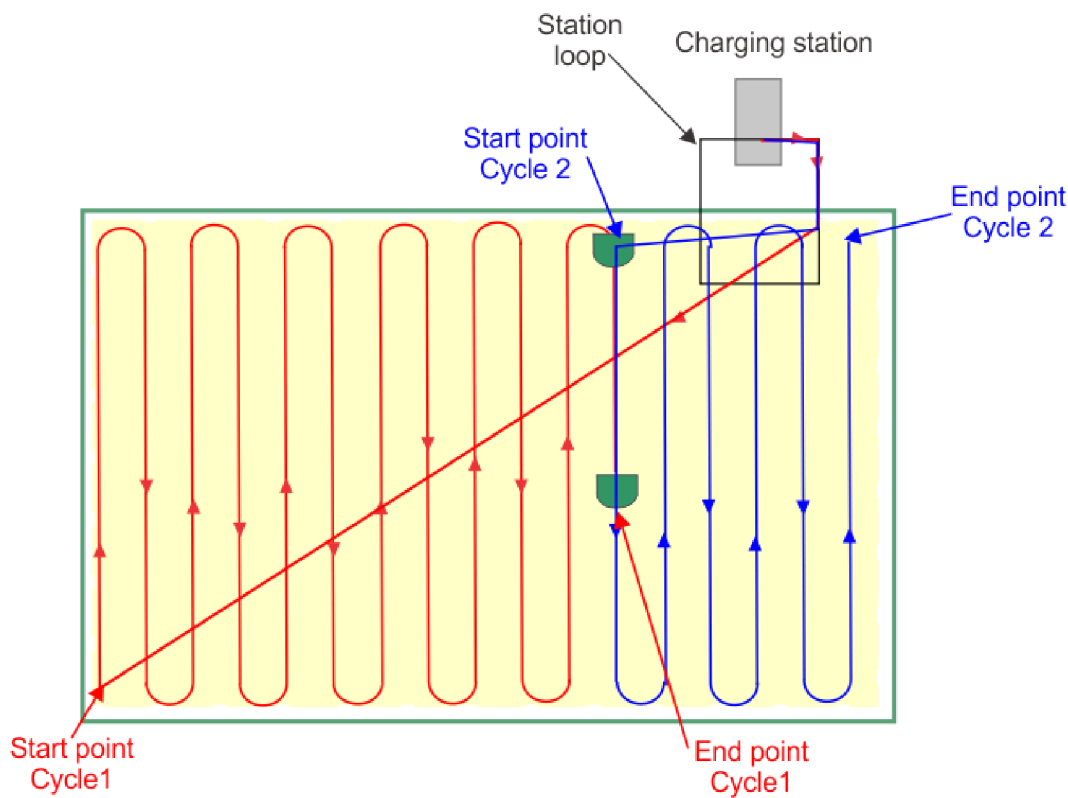 Station
loop
Charging station
Start point
Cycle 2
End point
Cycle 2
Start point
Cycle1
End point
Cycle1